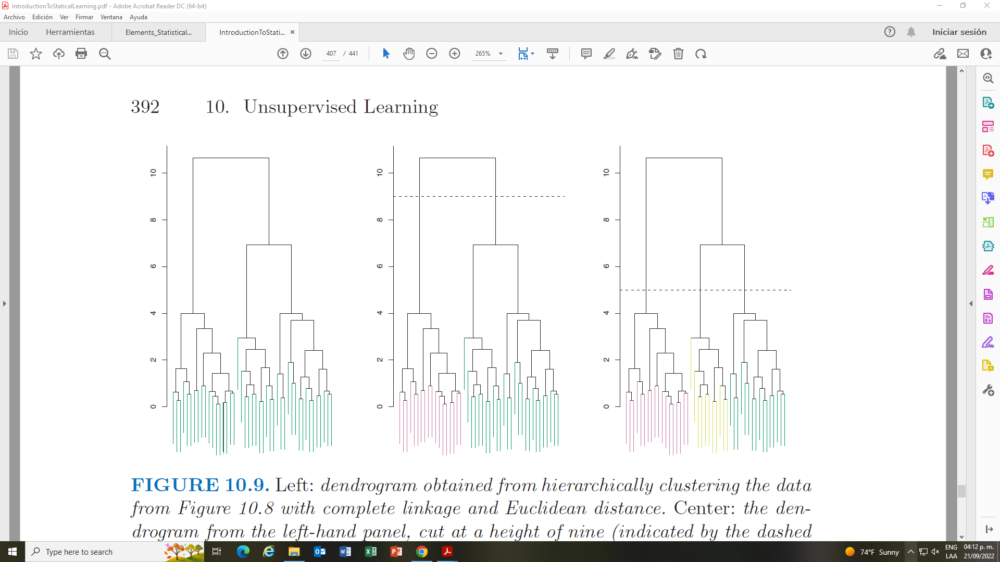 IntroductionToStaticalLearning.pdf - Adobe Acrobat Reader DC (64-bit)
Archivo Edición Ver Firmar Ventana Ayuda
Inicio Herramientas Elements_Statistical... IntroductionToStati... ×
Iniciar sesión
407 / 441
265%
392 10. Unsupervised Learning
0 2 4 6 8 10
0 2 4 6 8 10
0 2 4 6 8 10
FIGURE 10.9. Left: dendrogram obtained from hierarchically clustering the data
from Figure 10.8 with complete linkage and Euclidean distance. Center: the den-
drogram from the left-hand panel, cut at a height of nine (indicated by the dashed
Type here to search
74°F Sunny
ENG
LAA
04:12 p. m.
21/09/2022